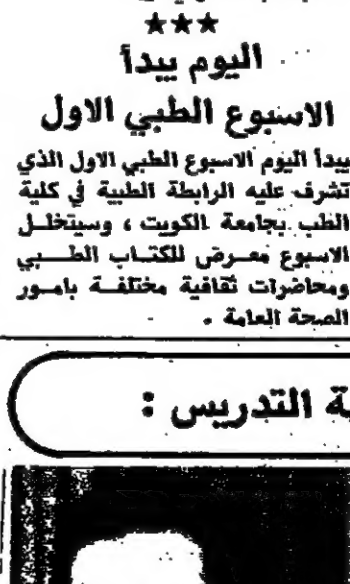 ★★★
اليوم يبدأ
الاسبوع الطبي الاول
يبدأ اليوم الاسبوع الطبي الاول الذي
تشرف عليه الرابطة الطبية في كلية
الطب بجامعة الكويت ، وسيتخلل
الاسبوع معرض للكتاب الطبي
ومحاضرات ثقافية مختلفة بامور
الصحة العامة .
التدريس :